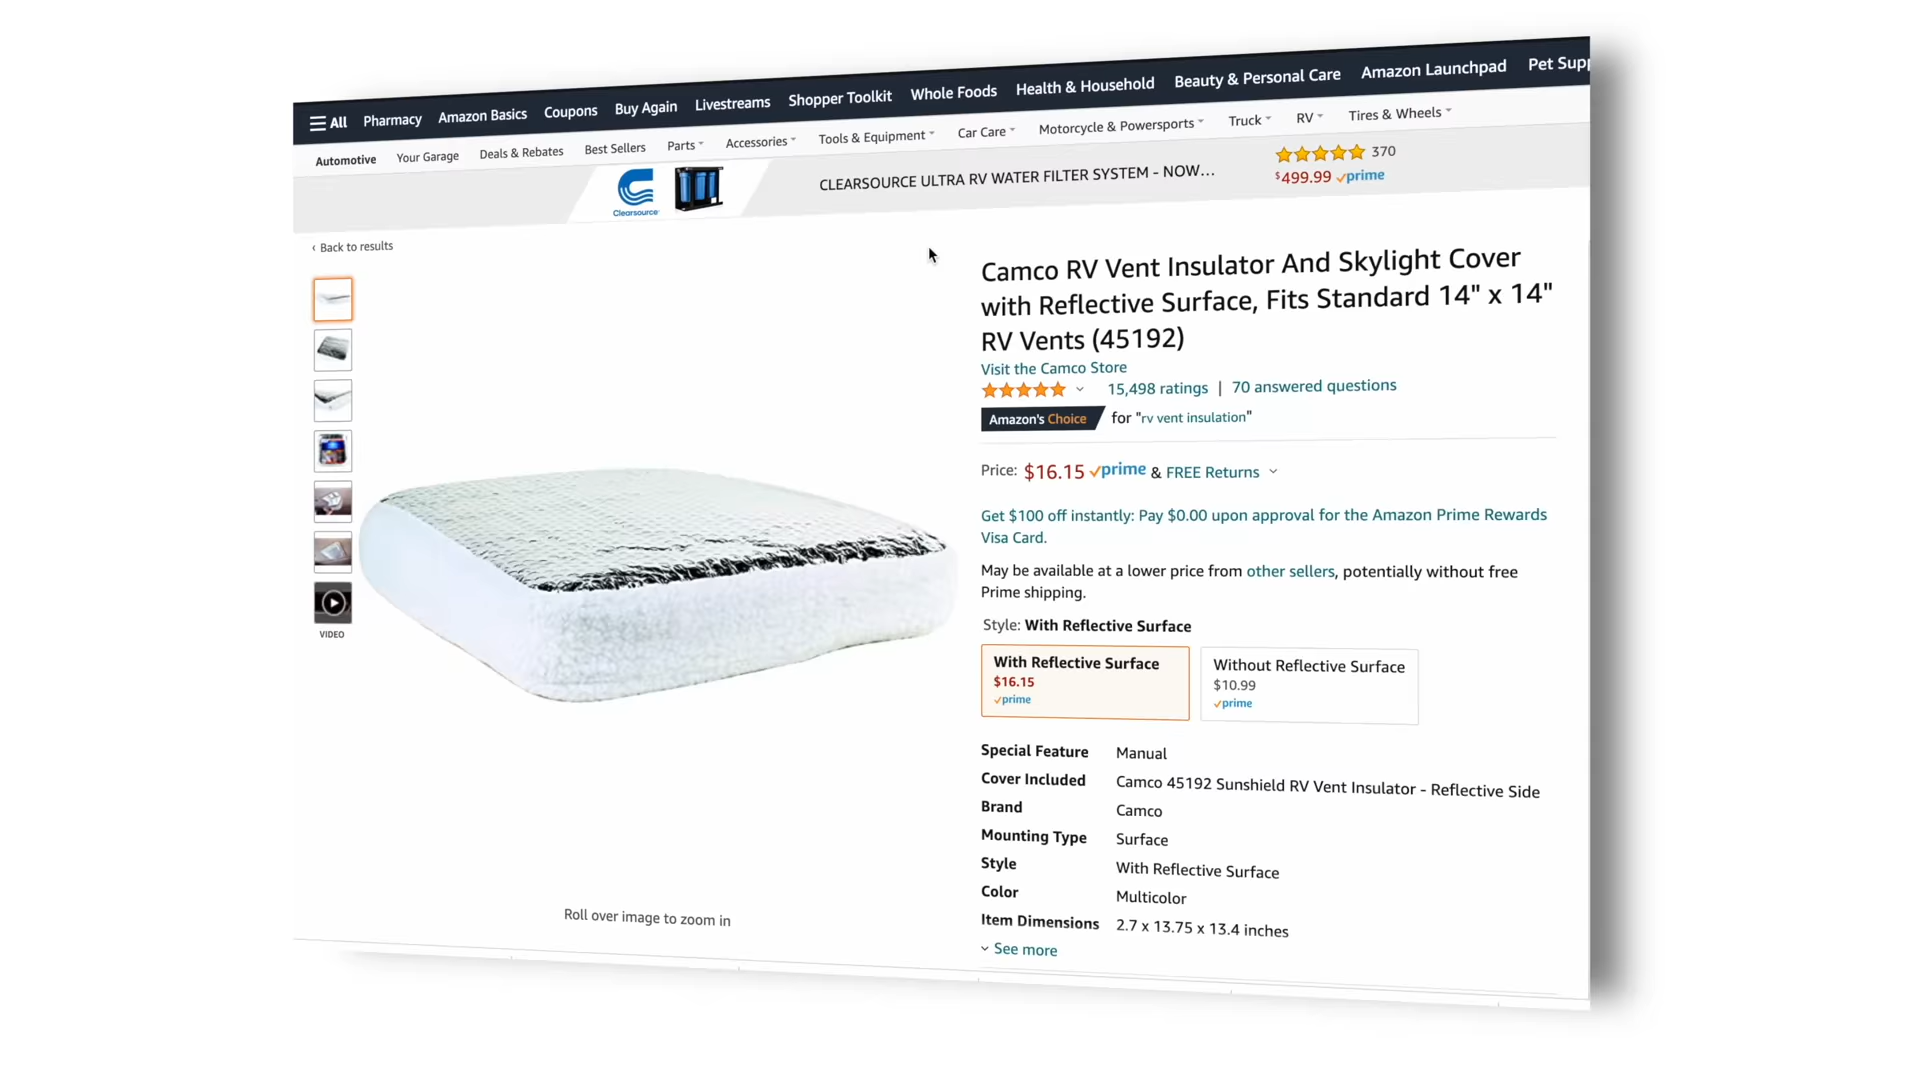 All Pharmacy Amazon Basics Coupons Buy Again Livestreams Shopper Toolkit Whole Foods Health & Household Beauty & Personal Care Amazon Launchpad Pet Supp
Automotive Your Garage Deals & Rebates Best Sellers Parts Accessories Tools & Equipment Car Care Motorcycle & Powersports Truck RV Tires & Wheels
Clearsource
CLEARSOURCE ULTRA RV WATER FILTER SYSTEM - NOW…
370
$499.99 prime
‹ Back to results
Camco RV Vent Insulator And Skylight Cover
with Reflective Surface, Fits Standard 14" x 14"
RV Vents (45192)
Visit the Camco Store
15,498 ratings | 70 answered questions
Amazon's Choice for "rv vent insulation"
Price: $16.15 prime & FREE Returns
Get $100 off instantly: Pay $0.00 upon approval for the Amazon Prime Rewards
Visa Card.
May be available at a lower price from other sellers, potentially without free
Prime shipping.
Style: With Reflective Surface
With Reflective Surface
$16.15
prime
Without Reflective Surface
$10.99
prime
VIDEO
Special Feature Manual
Cover Included Camco 45192 Sunshield RV Vent Insulator - Reflective Side
Brand Camco
Mounting Type Surface
Style With Reflective Surface
Color Multicolor
Item Dimensions 2.7 x 13.75 x 13.4 inches
See more
Roll over image to zoom in